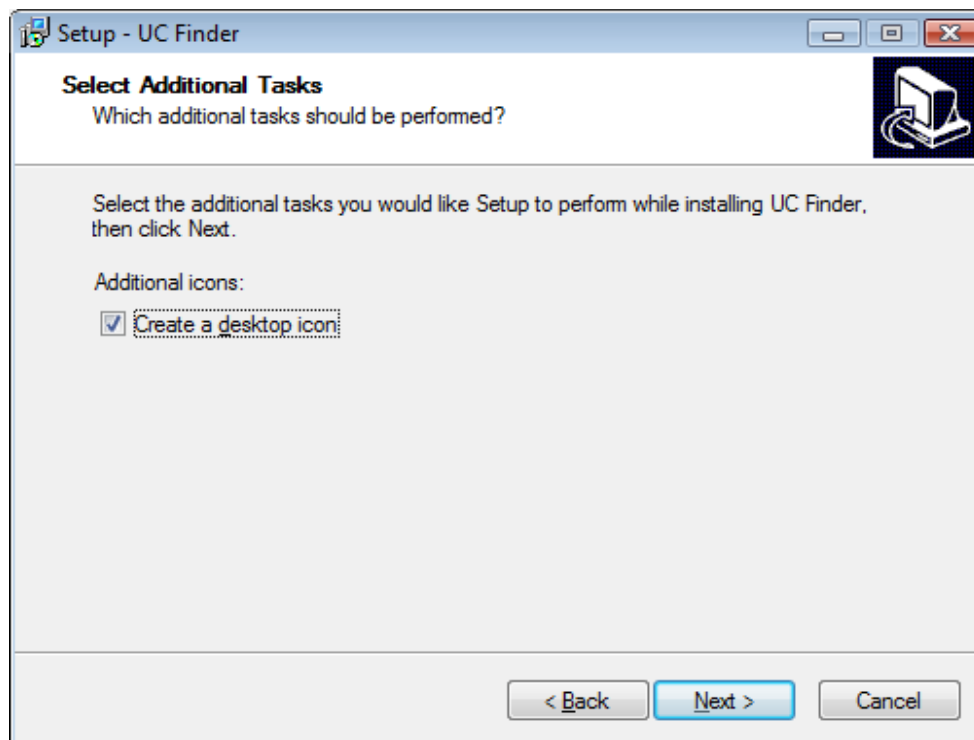 Setup - UC Finder
Select Additional Tasks
Which additional tasks should be performed?
Select the additional tasks you would like Setup to perform while installing UC Finder,
then click Next.
Additional icons:
Create a desktop icon
< Back Next > Cancel